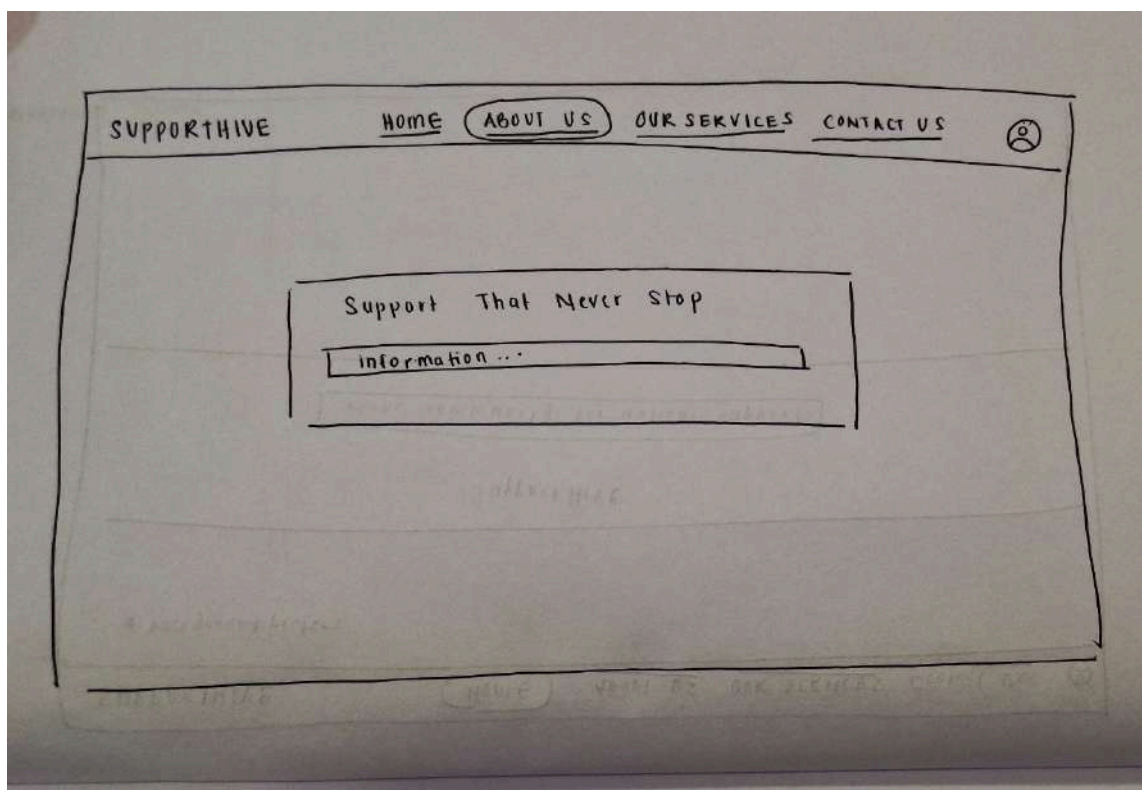 SUPPORTHIVE HOME ABOUT US OUR SERVICES CONTACT US
Support That Never Stop
information ...